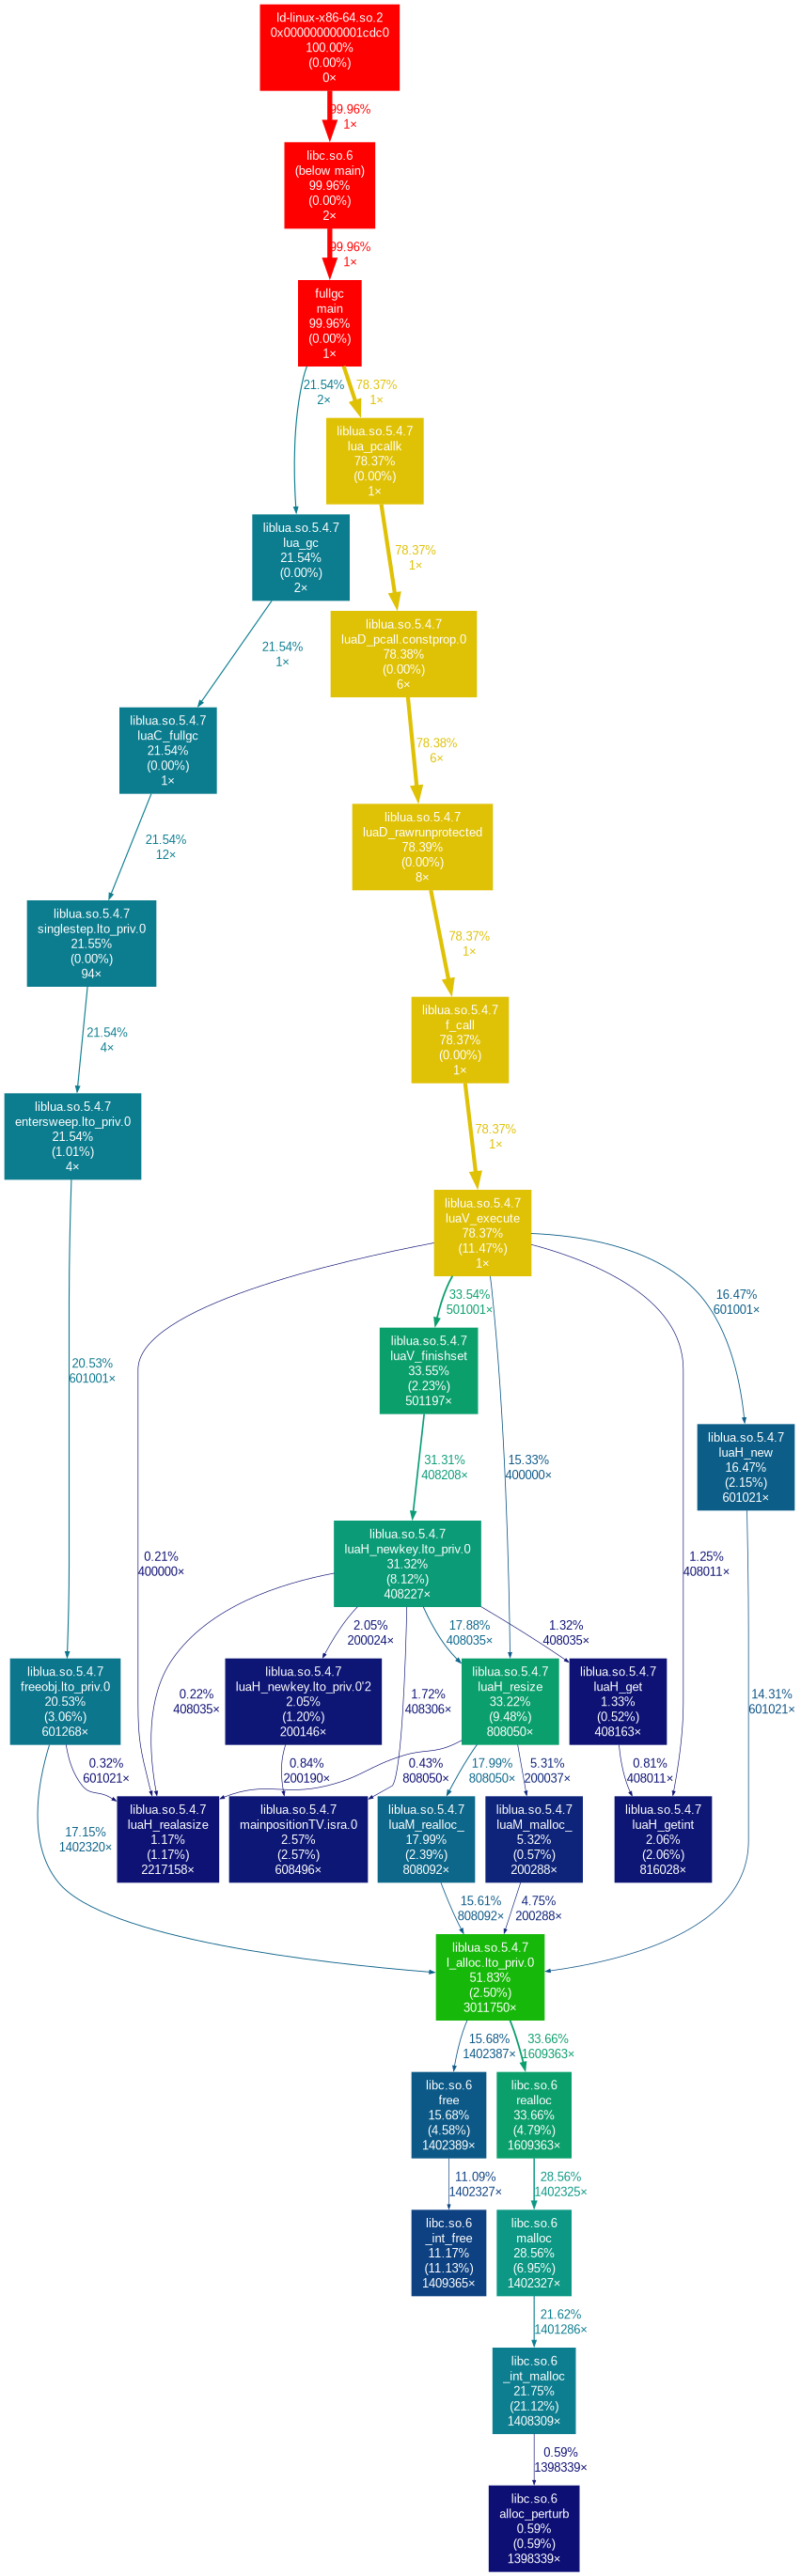 ld-linux-x86-64.so.2
0x000000000001cdc0
100.00%
(0.00%)
0×
99.96%
1×
libc.so.6
(below main)
99.96%
(0.00%)
2×
99.96%
1×
fullgc
main
99.96%
(0.00%)
1×
21.54%
2×
78.37%
1×
liblua.so.5.4.7
lua_pcallk
78.37%
(0.00%)
1×
liblua.so.5.4.7
lua_gc
21.54%
(0.00%)
2×
78.37%
1×
liblua.so.5.4.7
luaD_pcall.constprop.0
78.38%
(0.00%)
6×
21.54%
1×
liblua.so.5.4.7
luaC_fullgc
21.54%
(0.00%)
1×
78.38%
6×
liblua.so.5.4.7
luaD_rawrunprotected
78.39%
(0.00%)
8×
21.54%
12×
liblua.so.5.4.7
singlestep.lto_priv.0
21.55%
(0.00%)
94×
78.37%
1×
liblua.so.5.4.7
f_call
78.37%
(0.00%)
1×
21.54%
4×
liblua.so.5.4.7
entersweep.lto_priv.0
21.54%
(1.01%)
4×
78.37%
1×
liblua.so.5.4.7
luaV_execute
78.37%
(11.47%)
1×
33.54%
501001×
16.47%
601001×
liblua.so.5.4.7
luaV_finishset
33.55%
(2.23%)
501197×
20.53%
601001×
liblua.so.5.4.7
luaH_new
16.47%
(2.15%)
601021×
31.31%
408208×
15.33%
400000×
liblua.so.5.4.7
luaH_newkey.lto_priv.0
31.32%
(8.12%)
408227×
0.21%
400000×
1.25%
408011×
2.05%
200024×
17.88%
408035×
1.32%
408035×
liblua.so.5.4.7
freeobj.lto_priv.0
20.53%
(3.06%)
601268×
0.22%
408035×
liblua.so.5.4.7
luaH_newkey.lto_priv.0'2
2.05%
(1.20%)
200146×
1.72%
408306×
liblua.so.5.4.7
luaH_resize
33.22%
(9.48%)
808050×
liblua.so.5.4.7
luaH_get
1.33%
(0.52%)
408163×
14.31%
601021×
0.32%
601021×
0.84%
200190×
0.43%
808050×
17.99%
808050×
5.31%
200037×
0.81%
408011×
17.15%
1402320×
liblua.so.5.4.7
luaH_realasize
1.17%
(1.17%)
2217158×
liblua.so.5.4.7
mainpositionTV.isra.0
2.57%
(2.57%)
608496×
liblua.so.5.4.7
luaM_realloc_
17.99%
(2.39%)
808092×
liblua.so.5.4.7
luaM_malloc_
5.32%
(0.57%)
200288×
liblua.so.5.4.7
luaH_getint
2.06%
(2.06%)
816028×
15.61%
808092×
4.75%
200288×
liblua.so.5.4.7
l_alloc.lto_priv.0
51.83%
(2.50%)
3011750×
15.68%
1402387×
33.66%
1609363×
libc.so.6
free
15.68%
(4.58%)
1402389×
libc.so.6
realloc
33.66%
(4.79%)
1609363×
11.09%
1402327×
28.56%
1402325×
libc.so.6
_int_free
11.17%
(11.13%)
1409365×
libc.so.6
malloc
28.56%
(6.95%)
1402327×
21.62%
1401286×
libc.so.6
_int_malloc
21.75%
(21.12%)
1408309×
0.59%
1398339×
libc.so.6
alloc_perturb
0.59%
(0.59%)
1398339×